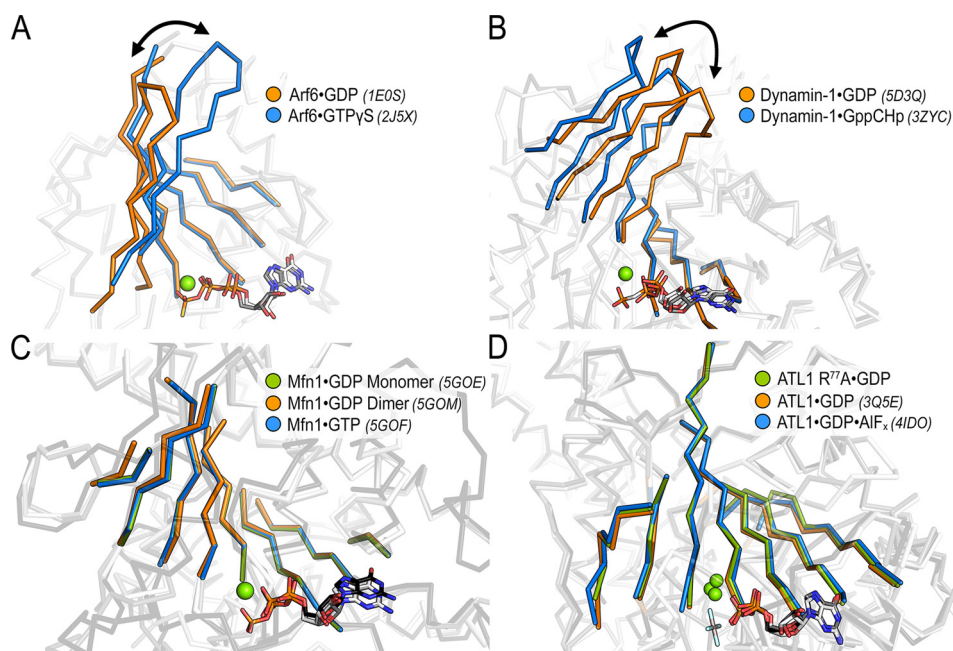 A
Arf6•GDP (1E0S)
Arf6•GTPγS (2J5X)
B
Dynamin-1•GDP (5D3Q)
Dynamin-1•GppCHp (3ZYC)
C
Mfn1•GDP Monomer (5GOE)
Mfn1•GDP Dimer (5GOM)
Mfn1•GTP (5GOF)
D
ATL1 R⁷⁷A•GDP
ATL1•GDP (3Q5E)
ATL1•GDP•AlFₓ (4IDO)